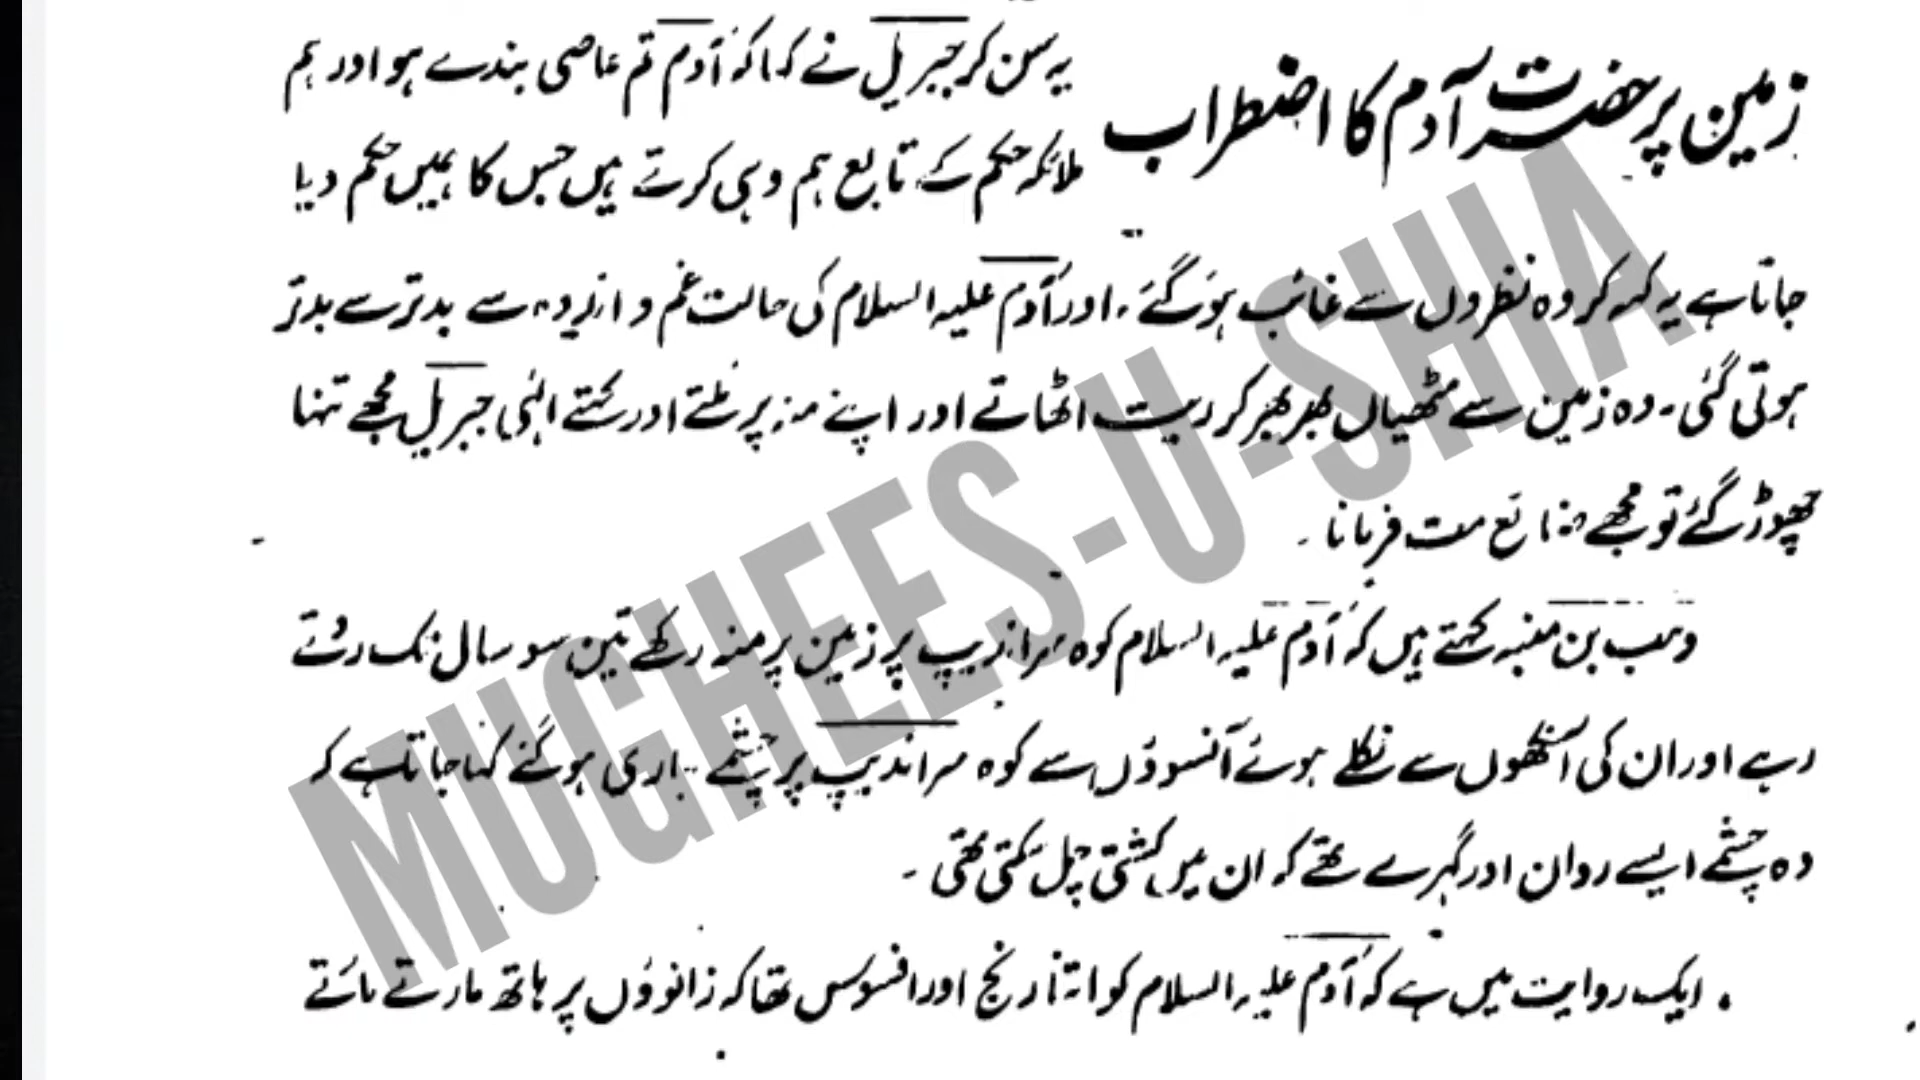 زمین پر حضرت آدم کا اضطراب
یہ سن کر جبریل نے کہا کہ آدم تم عاصی بندے ہو اور ہم
ملائکہ حکم کے تابع ہم وہی کرتے ہیں جس کا ہمیں حکم دیا
جاتا ہے یہ کہہ کر وہ نظروں سے غائب ہو گئے، اور آدم علیہ السلام کی حالت غم و اندوہ سے بدتر سے بدتر
ہوتی گئی۔ وہ زمین سے مٹھیاں بھر بھر کر ریت اٹھاتے اور اپنے منہ پر ملتے اور کہتے الہٰی جبریل مجھے تنہا
چھوڑ گئے تو مجھے ضائع مت فرمانا۔
وہب بن منبہ کہتے ہیں کہ آدم علیہ السلام کوہ سراندیپ پر زمین پر منہ رکھے تین سو سال تک روتے
رہے اور ان کی آنکھوں سے نکلے ہوئے آنسوؤں سے کوہ سراندیپ پر چشمے جاری ہو گئے کہا جاتا ہے کہ
وہ چشمے ایسے رواں اور گہرے تھے کہ ان میں کشتی چل سکتی تھی۔
ایک روایت میں ہے کہ آدم علیہ السلام کو اتنا رنج اور افسوس تھا کہ زانوؤں پر ہاتھ مارتے مارتے
MUGHEES-U-SHIA